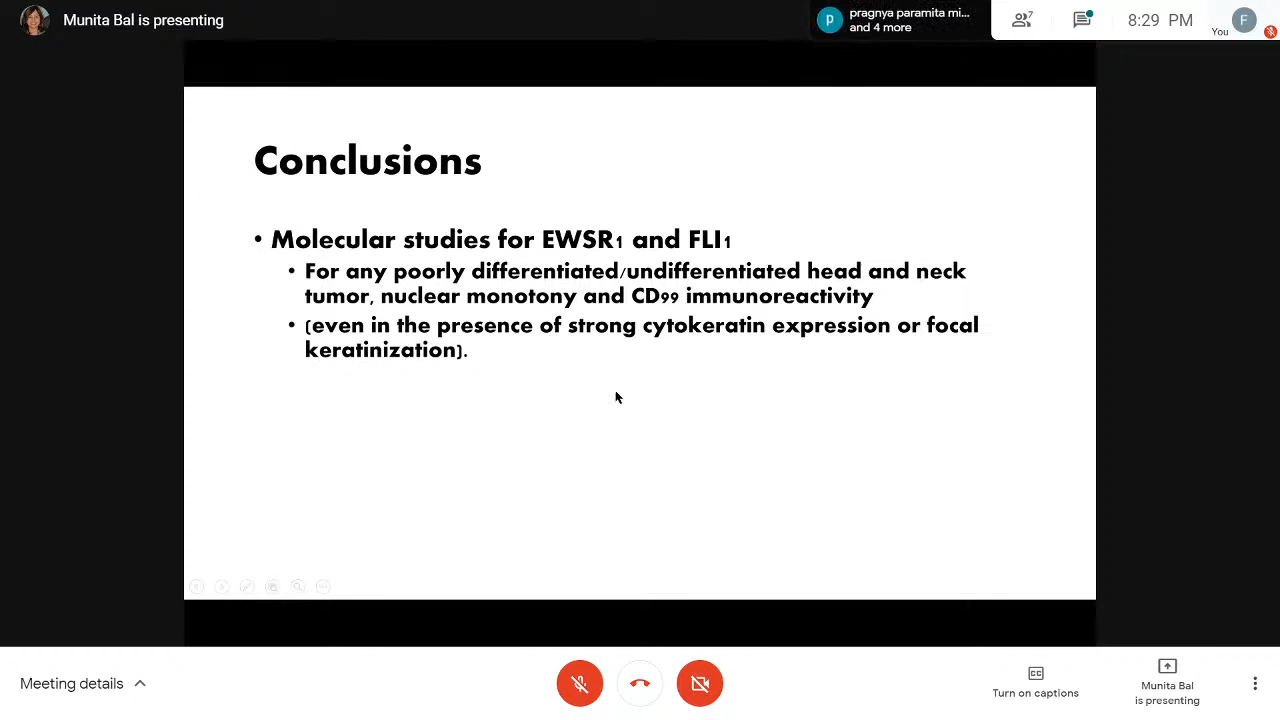 Munita Bal is presenting
p
pragnya paramita mi...
and 4 more
7
8:29 PM
You
F
Conclusions
• Molecular studies for EWSR1 and FLI1
• For any poorly differentiated/undifferentiated head and neck
tumor, nuclear monotony and CD99 immunoreactivity
• (even in the presence of strong cytokeratin expression or focal
keratinization).
Meeting details
CC
Turn on captions
Munita Bal
is presenting